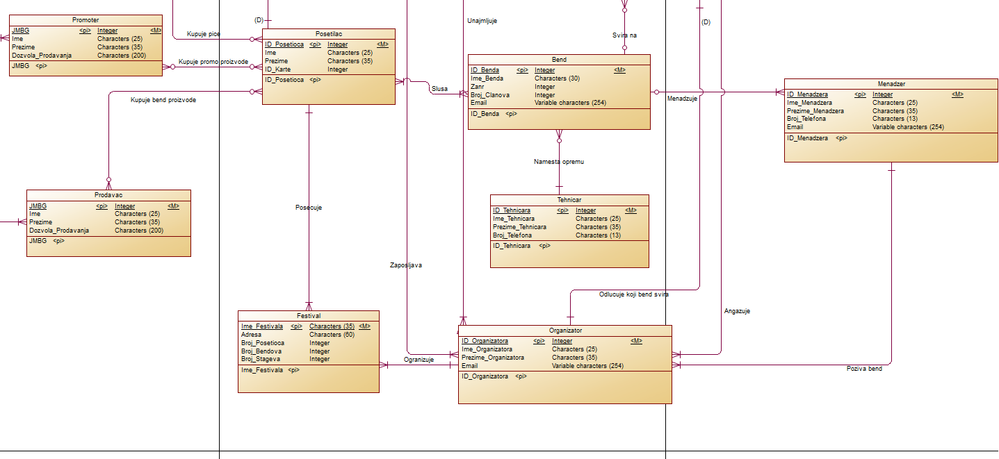 Promoter
JMBG <pi> Integer <M>
Ime Characters (25)
Prezime Characters (35)
Dozvola_Prodavanja Characters (200)
JMBG <pi>
Kupuje pice
Kupuje promo proizvode
Kupuje bend proizvode
(D)
Posetilac
ID_Posetioca <pi> Integer <M>
Ime Characters (25)
Prezime Characters (35)
ID_Karte Integer
ID_Posetioca <pi>
Slusa
Unajmljuje
Svira na
(D)
Bend
ID_Benda <pi> Integer <M>
Ime_Benda Characters (30)
Zanr Integer
Broj_Clanova Integer
Email Variable characters (254)
ID_Benda <pi>
Menadzuje
Menadzer
ID_Menadzera <pi> Integer <M>
Ime_Menadzera Characters (25)
Prezime_Menadzera Characters (35)
Broj_Telefona Characters (13)
Email Variable characters (254)
ID_Menadzera <pi>
Namesta opremu
Prodavac
JMBG <pi> Integer <M>
Ime Characters (25)
Prezime Characters (35)
Dozvola_Prodavanja Characters (200)
JMBG <pi>
Posecuje
Tehnicar
ID_Tehnicara <pi> Integer <M>
Ime_Tehnicara Characters (25)
Prezime_Tehnicara Characters (35)
Broj_Telefona Characters (13)
ID_Tehnicara <pi>
Zaposljava
Odlucuje koji bend svira
Angazuje
Festival
Ime_Festivala <pi> Characters (35) <M>
Adresa Characters (60)
Broj_Posetioca Integer
Broj_Bendova Integer
Broj_Stageva Integer
Ime_Festivala <pi>
Ogranizuje
Organizator
ID_Organizatora <pi> Integer <M>
Ime_Organizatora Characters (25)
Prezime_Organizatora Characters (35)
Email Variable characters (254)
ID_Organizatora <pi>
Poziva bend